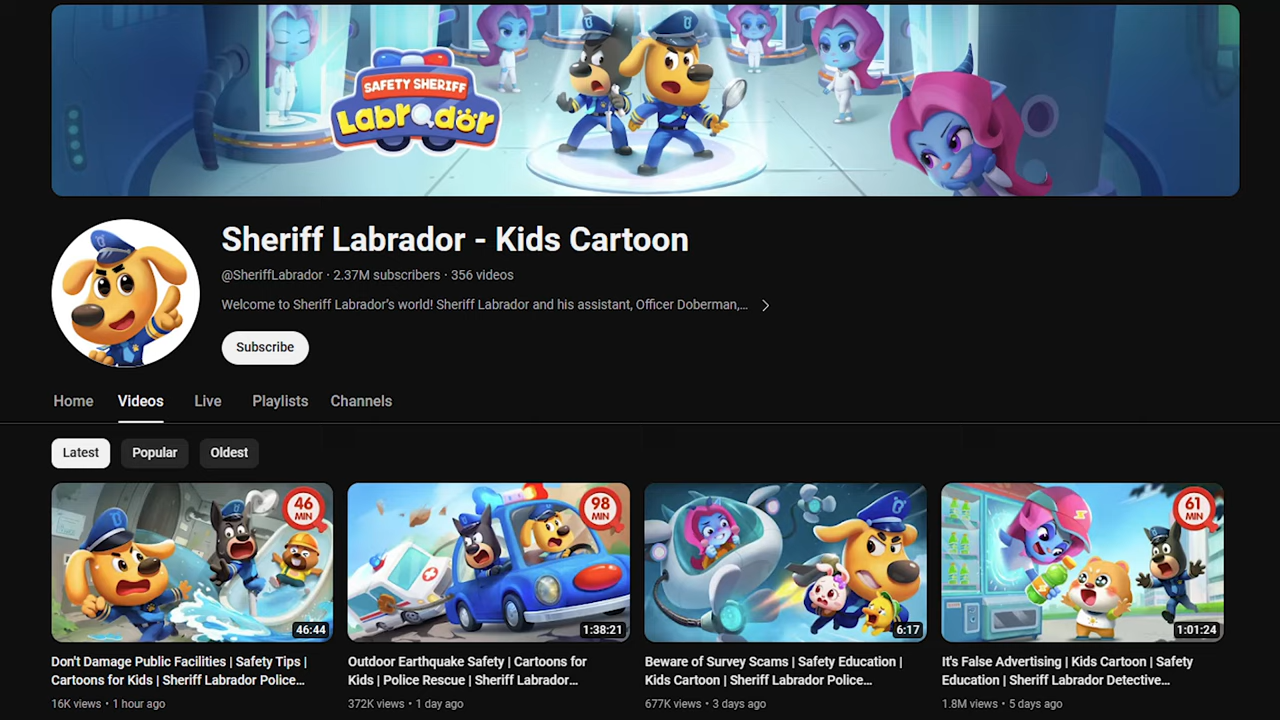 SAFETY SHERIFF
Labrador
Sheriff Labrador - Kids Cartoon
@SheriffLabrador · 2.37M subscribers · 356 videos
Welcome to Sheriff Labrador's world! Sheriff Labrador and his assistant, Officer Doberman,...
Subscribe
Home Videos Live Playlists Channels
Latest Popular Oldest
46 MIN
98 MIN
61 MIN
46:44
1:38:21
6:17
1:01:24
Don't Damage Public Facilities | Safety Tips |
Cartoons for Kids | Sheriff Labrador Police...
16K views · 1 hour ago
Outdoor Earthquake Safety | Cartoons for
Kids | Police Rescue | Sheriff Labrador...
372K views · 1 day ago
Beware of Survey Scams | Safety Education |
Kids Cartoon | Sheriff Labrador Police...
677K views · 3 days ago
It's False Advertising | Kids Cartoon | Safety
Education | Sheriff Labrador Detective...
1.8M views · 5 days ago